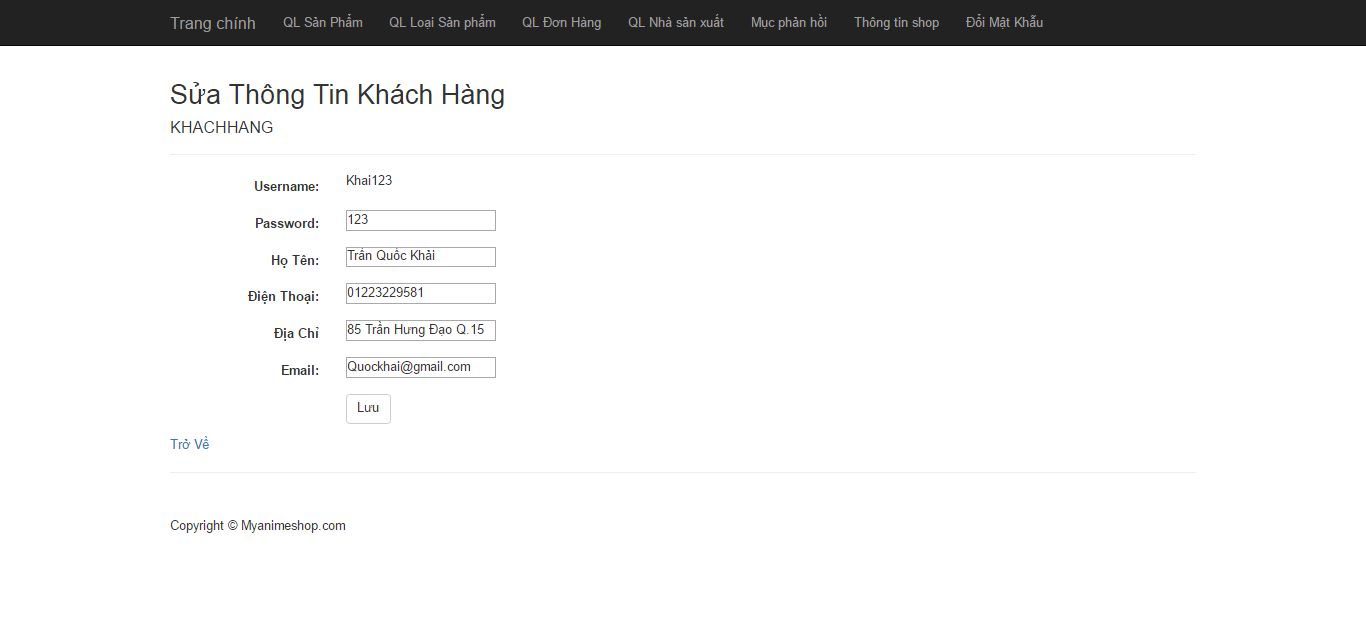 Trang chính QL Sản Phẩm QL Loại Sản phẩm QL Đơn Hàng QL Nhà sản xuất Mục phản hồi Thông tin shop Đổi Mật Khẫu
Sửa Thông Tin Khách Hàng
KHACHHANG
Username: Khai123
Password: 123
Họ Tên: Trần Quốc Khải
Điện Thoại: 01223229581
Địa Chỉ 85 Trần Hưng Đạo Q.15
Email: Quockhai@gmail.com
Lưu
Trở Về
Copyright © Myanimeshop.com